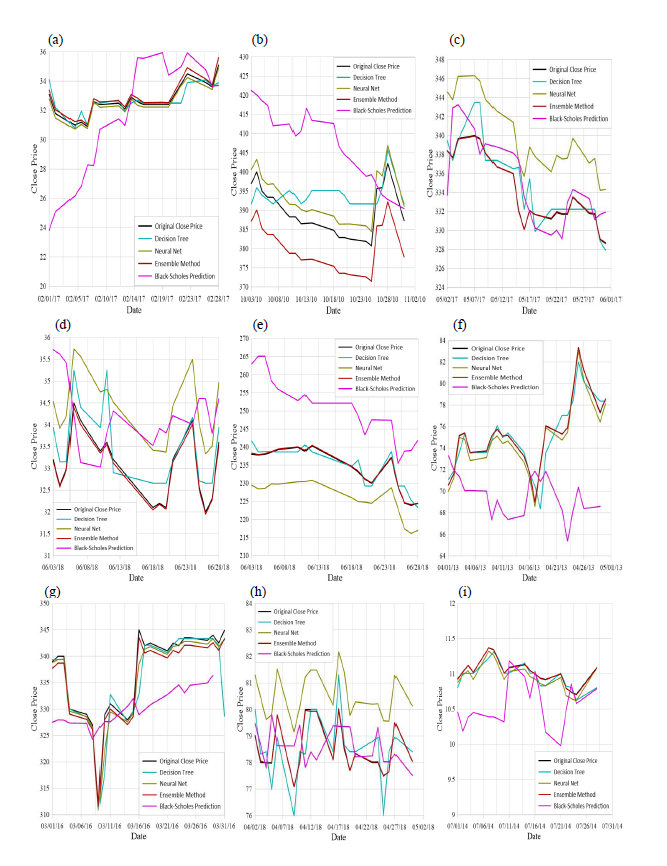 (a)
Close Price
36
34
32
30
28
26
24
22
20
Original Close Price
Decision Tree
Neural Net
Ensemble Method
Black-Scholes Prediction
02/01/17 02/05/17 02/10/17 02/14/17 02/19/17 02/23/17 02/28/17
Date
(b)
Close Price
430
425
420
415
410
405
400
395
390
385
380
375
370
Original Close Price
Decision Tree
Neural Net
Ensemble Method
Black-Scholes Prediction
10/03/10 10/08/10 10/13/10 10/18/10 10/23/10 10/28/10 11/02/10
Date
(c)
Close Price
348
345
342
339
336
333
330
327
324
Original Close Price
Decision Tree
Neural Net
Ensemble Method
Black-Scholes Prediction
05/02/17 05/07/17 05/12/17 05/17/17 05/22/17 05/27/17 06/01/17
Date
(d)
Close Price
36
35.5
35
34.5
34
33.5
33
32.5
32
31.5
31
Original Close Price
Decision Tree
Neural Net
Ensemble Method
Black-Scholes Prediction
06/03/18 06/08/18 06/13/18 06/18/18 06/23/18 06/28/18
Date
(e)
Close Price
270
265
260
255
250
245
240
235
230
225
220
215
210
Original Close Price
Decision Tree
Neural Net
Ensemble Method
Black-Scholes Prediction
06/03/18 06/08/18 06/13/18 06/18/18 06/23/18 06/28/18
Date
(f)
Close Price
84
82
80
78
76
74
72
70
68
66
64
Original Close Price
Decision Tree
Neural Net
Ensemble Method
Black-Scholes Prediction
04/01/13 04/06/13 04/11/13 04/16/13 04/21/13 04/26/13 05/01/13
Date
(g)
Close Price
350
345
340
335
330
325
320
315
310
Original Close Price
Decision Tree
Neural Net
Ensemble Method
Black-Scholes Prediction
03/01/16 03/06/16 03/11/16 03/16/16 03/21/16 03/26/16 03/31/16
Date
(h)
Close Price
84
83
82
81
80
79
78
77
76
Original Close Price
Decision Tree
Neural Net
Ensemble Method
Black-Scholes Prediction
04/02/18 04/07/18 04/12/18 04/17/18 04/22/18 04/27/18 05/02/18
Date
(i)
Close Price
12
11.5
11
10.5
10
9.5
9
Original Close Price
Decision Tree
Neural Net
Ensemble Method
Black-Scholes Prediction
07/01/14 07/06/14 07/11/14 07/16/14 07/21/14 07/26/14 07/31/14
Date